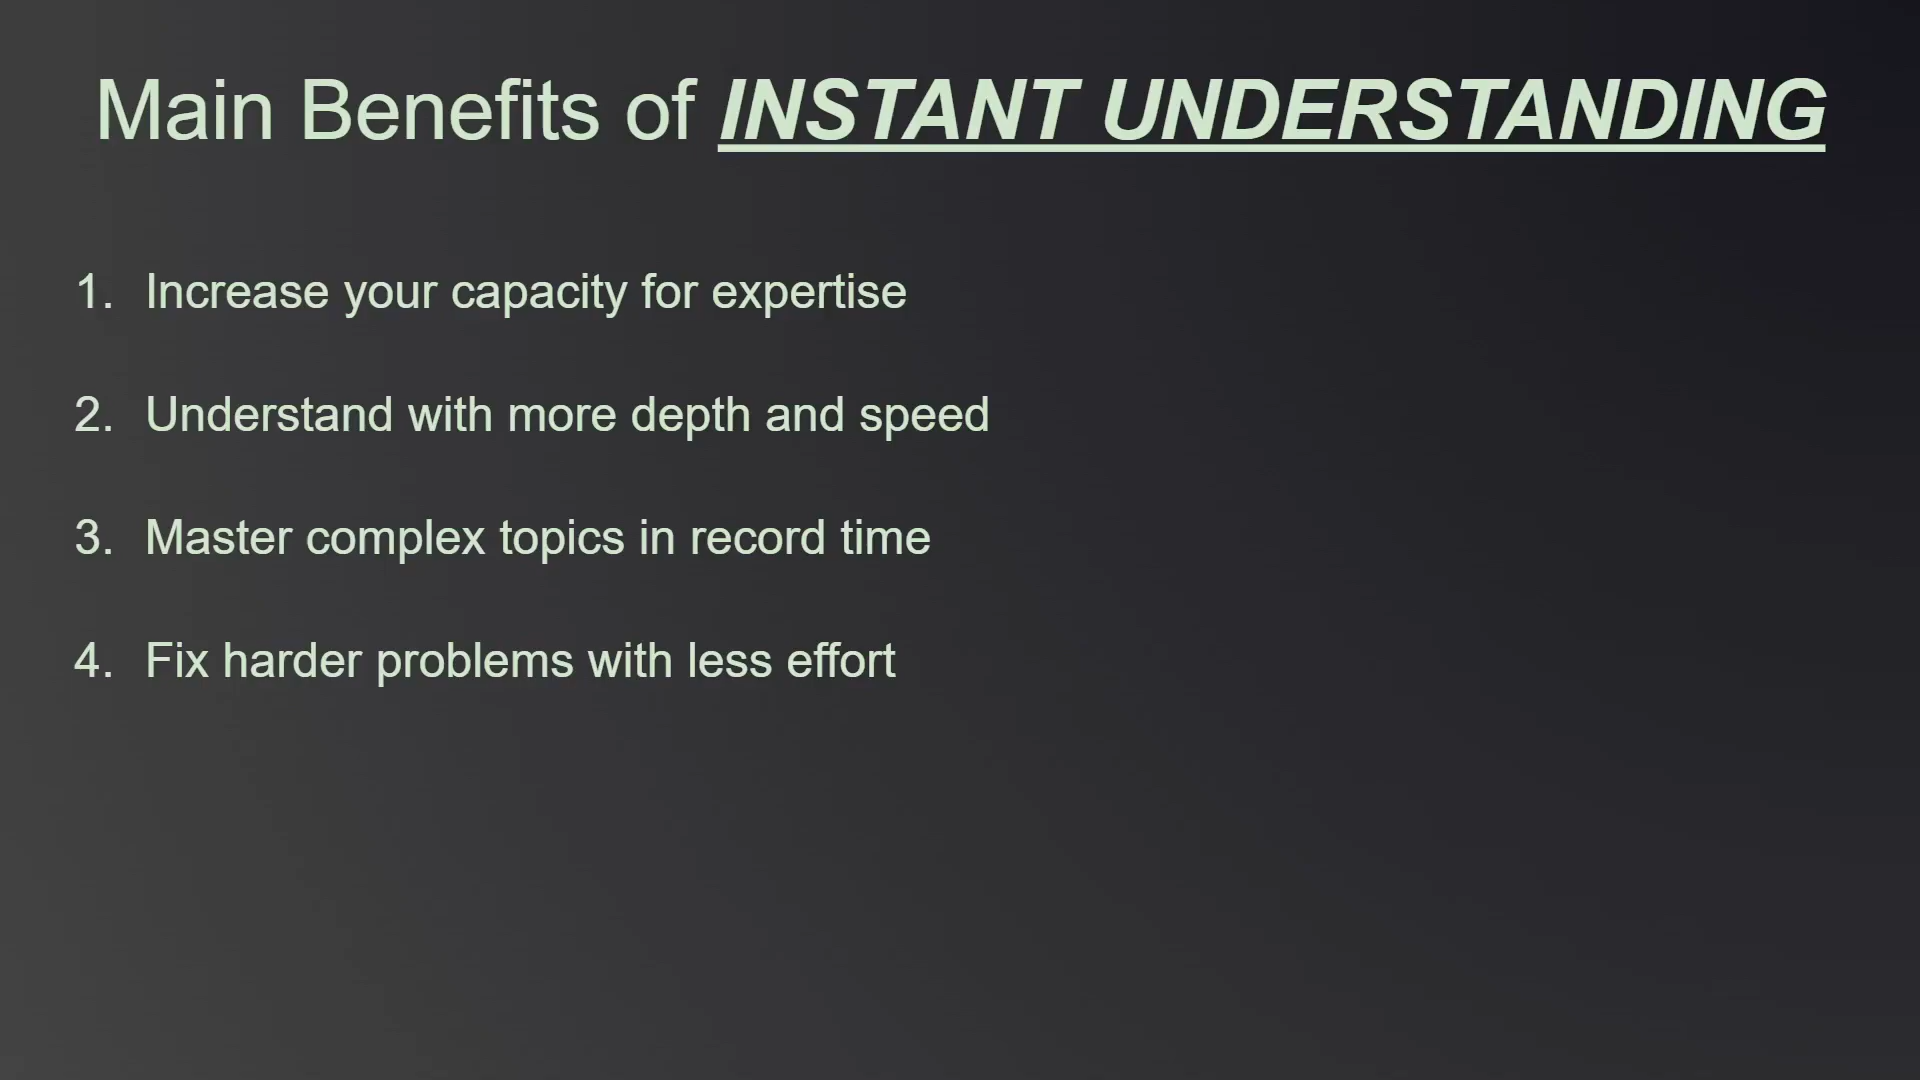 Main Benefits of INSTANT UNDERSTANDING
1. Increase your capacity for expertise
2. Understand with more depth and speed
3. Master complex topics in record time
4. Fix harder problems with less effort